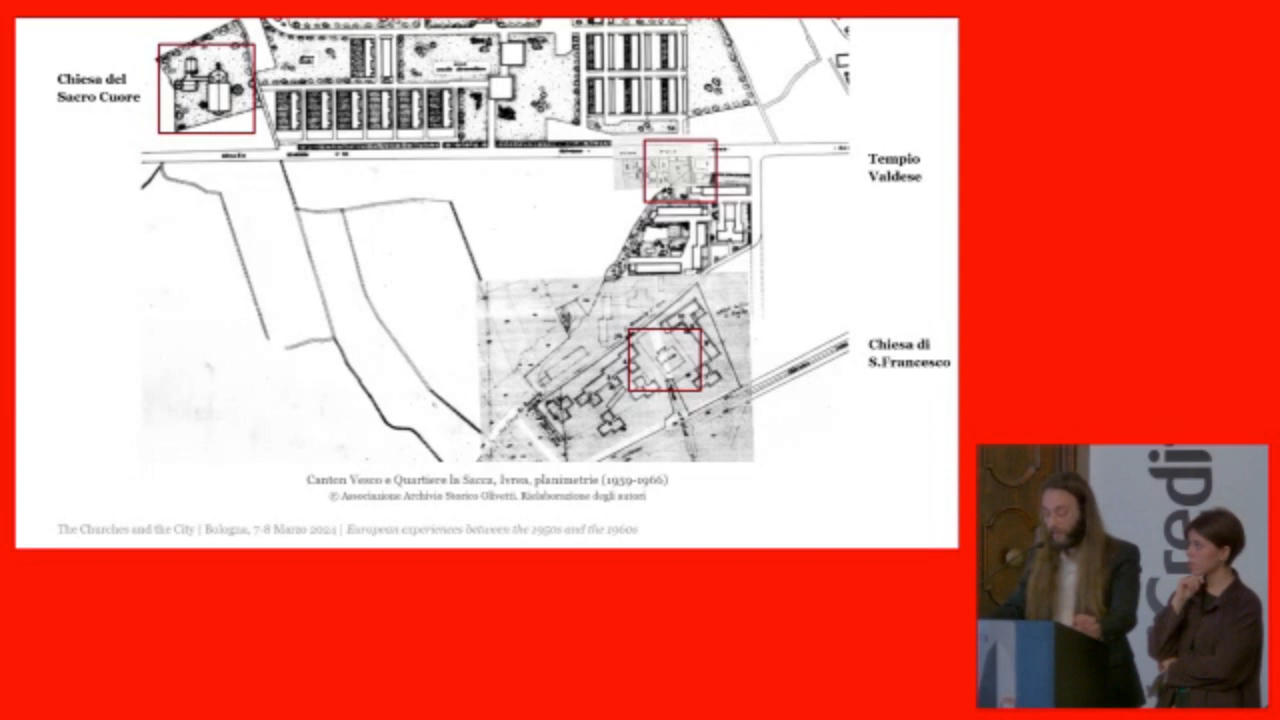 Chiesa del
Sacro Cuore
Tempio
Valdese
Chiesa di
S.Francesco
Canton Vesco e Quartiere la Sacca, Ivrea, planimetrie (1959-1966)
© Associazione Archivio Storico Olivetti. Rielaborazione degli autori
The Churches and the City | Bologna, 7-8 Marzo 2024 | European experiences between the 1950s and the 1960s
Credi